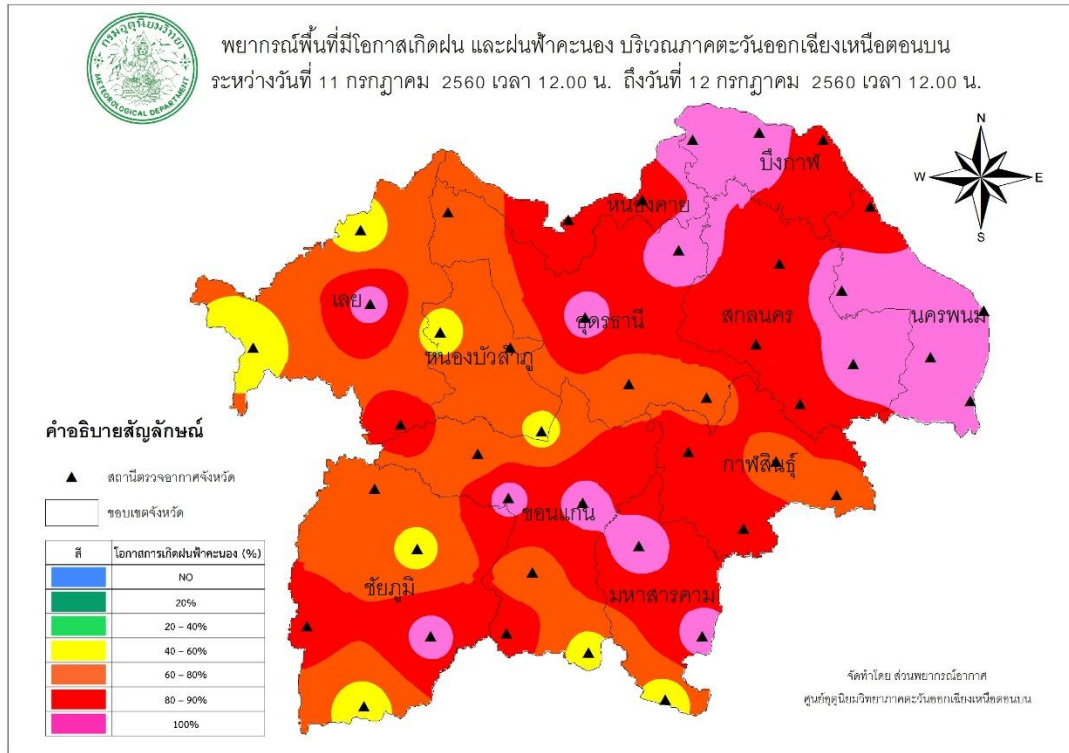 กรมอุตุนิยมวิทยา
METEOROLOGICAL DEPARTMENT
พยากรณ์พื้นที่มีโอกาสเกิดฝน และฝนฟ้าคะนอง บริเวณภาคตะวันออกเฉียงเหนือตอนบน
ระหว่างวันที่ 11 กรกฎาคม 2560 เวลา 12.00 น. ถึงวันที่ 12 กรกฎาคม 2560 เวลา 12.00 น.
N
W E
S
บึงกาฬ
หนองคาย
เลย
อุดรธานี
สกลนคร
นครพนม
หนองบัวลำภู
กาฬสินธุ์
ขอนแก่น
ชัยภูมิ
มหาสารคาม
คำอธิบายสัญลักษณ์
สถานีตรวจอากาศจังหวัด
ขอบเขตจังหวัด
สี โอกาสการเกิดฝนฟ้าคะนอง (%)
NO
20%
20 – 40%
40 – 60%
60 – 80%
80 – 90%
100%
จัดทำโดย ส่วนพยากรณ์อากาศ
ศูนย์อุตุนิยมวิทยาภาคตะวันออกเฉียงเหนือตอนบน